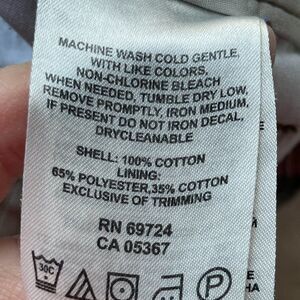 MACHINE WASH COLD GENTLE,
WITH LIKE COLORS,
NON-CHLORINE BLEACH
WHEN NEEDED, TUMBLE DRY LOW,
REMOVE PROMPTLY, IRON MEDIUM,
IF PRESENT DO NOT IRON DECAL,
DRYCLEANABLE
SHELL: 100% COTTON
LINING:
65% POLYESTER,35% COTTON
EXCLUSIVE OF TRIMMING
RN 69724
CA 05367
30C
P